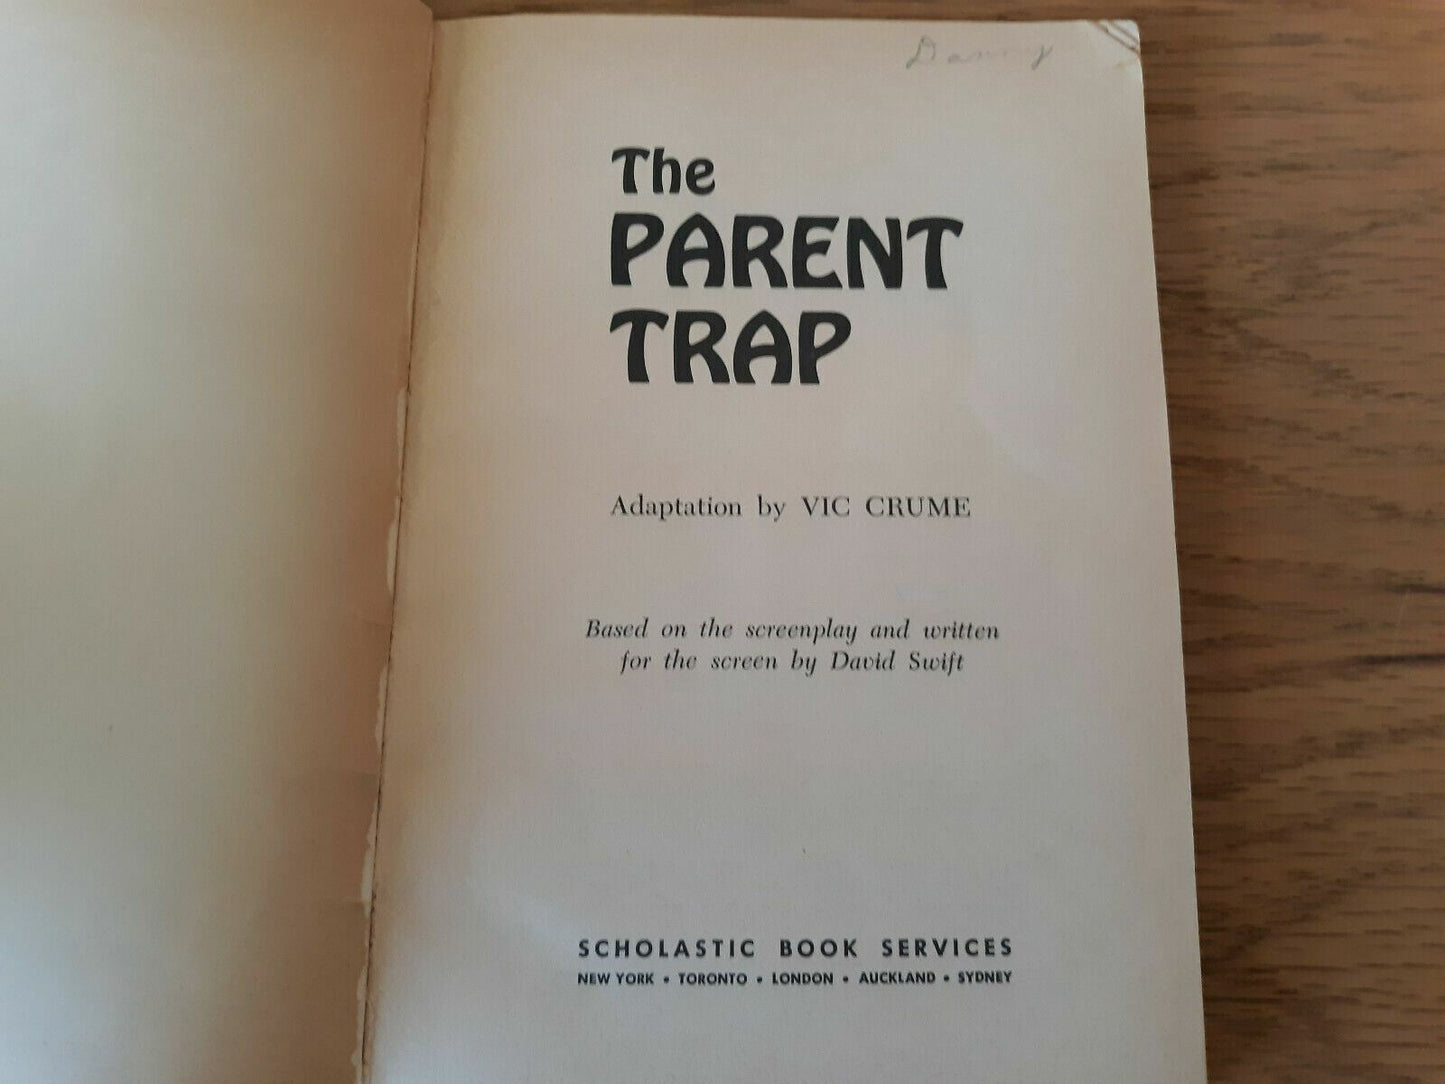 Danny
The
PARENT
TRAP
Adaptation by VIC CRUME
Based on the screenplay and written
for the screen by David Swift
SCHOLASTIC BOOK SERVICES
NEW YORK • TORONTO • LONDON • AUCKLAND • SYDNEY